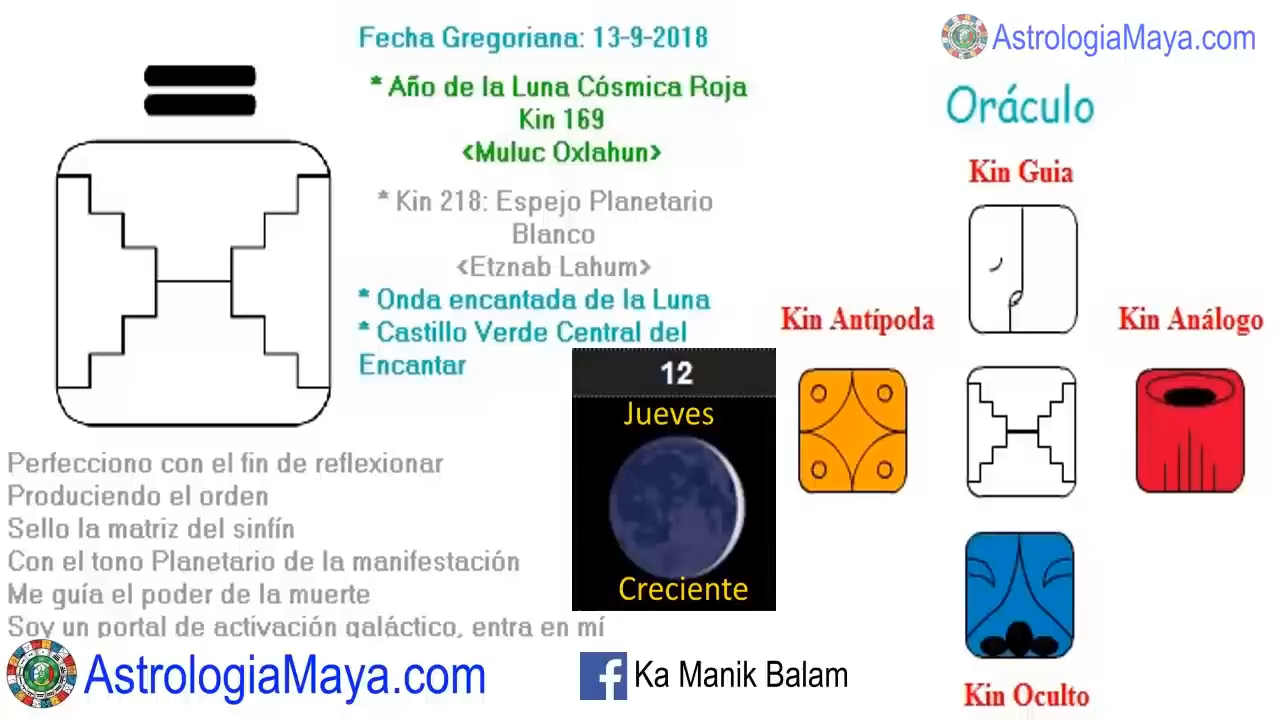 Fecha Gregoriana: 13-9-2018
* Año de la Luna Cósmica Roja
Kin 169
<Muluc Oxlahun>
* Kin 218: Espejo Planetario
Blanco
<Etznab Lahum>
* Onda encantada de la Luna
* Castillo Verde Central del
Encantar
12
Jueves
Creciente
Perfecciono con el fin de reflexionar
Produciendo el orden
Sello la matriz del sinfín
Con el tono Planetario de la manifestación
Me guía el poder de la muerte
Soy un portal de activación galáctico, entra en mí
AstrologiaMaya.com
Oráculo
Kin Guia
Kin Antípoda
Kin Análogo
Kin Oculto
AstrologiaMaya.com
f Ka Manik Balam